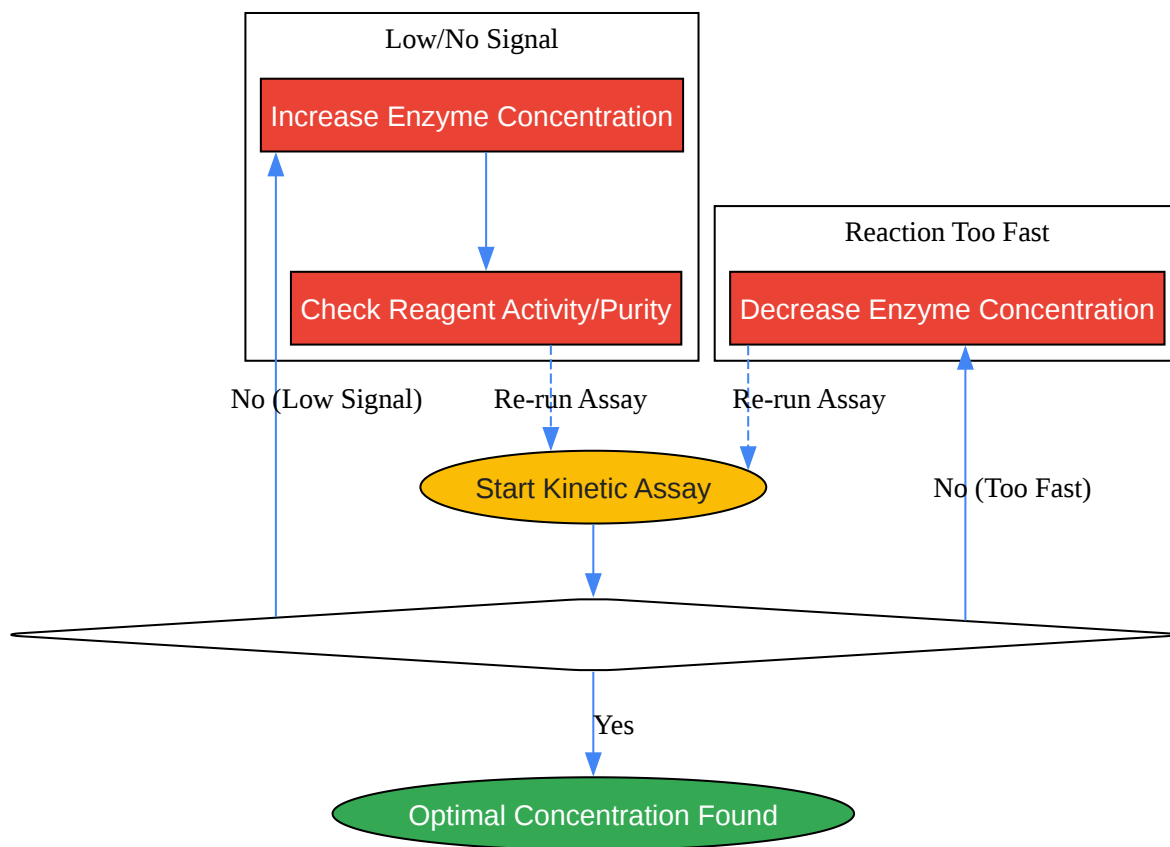 Low/No Signal
Increase Enzyme Concentration
Reaction Too Fast
Check Reagent Activity/Purity
Decrease Enzyme Concentration
No (Low Signal)
Re-run Assay
Re-run Assay
Start Kinetic Assay
No (Too Fast)
Yes
Optimal Concentration Found